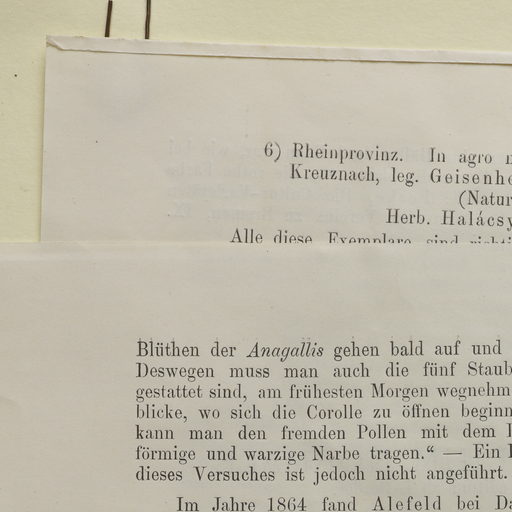 6) Rheinprovinz. In agro
Kreuznach, leg. Geisenhe
(Natur
Herb. Halácsy
Alle diese Exemplare sind
Blüthen der Anagallis gehen bald auf und
Deswegen muss man auch die fünf Staub
gestattet sind, am frühesten Morgen wegnehm
blicke, wo sich die Corolle zu öffnen beginn
kann man den fremden Pollen mit dem
förmige und warzige Narbe tragen.“ — Ein
dieses Versuches ist jedoch nicht angeführt.
Im Jahre 1864 fand Alefeld bei Da